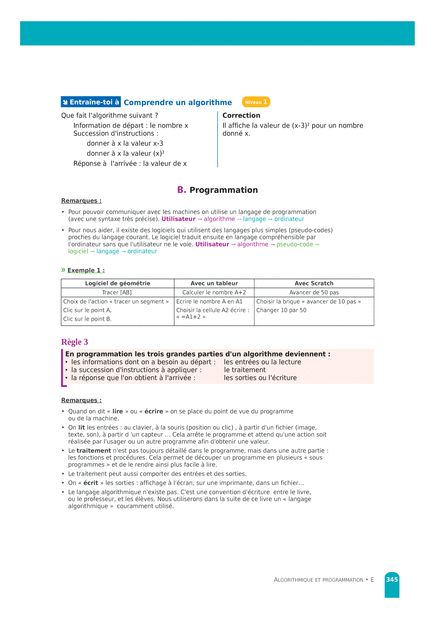 Entraîne-toi à Comprendre un algorithme Niveau 1
Que fait l'algorithme suivant ?
Information de départ : le nombre x
Succession d'instructions :
donner à x la valeur x-3
donner à x la valeur (x)²
Réponse à l'arrivée : la valeur de x
Correction
Il affiche la valeur de (x-3)² pour un nombre
donné x.
B. Programmation
Remarques :
• Pour pouvoir communiquer avec les machines on utilise un langage de programmation
(avec une syntaxe très précise). Utilisateur → algorithme → langage → ordinateur
• Pour nous aider, il existe des logiciels qui utilisent des langages plus simples (pseudo-codes)
proches du langage courant. Le logiciel traduit ensuite en langage compréhensible par
l'ordinateur sans que l'utilisateur ne le voie. Utilisateur → algorithme → pseudo-code →
logiciel → langage → ordinateur
» Exemple 1 :
Logiciel de géométrie Avec un tableur Avec Scratch
Tracer [AB] Calculer le nombre A+2 Avancer de 50 pas
Choix de l'action « tracer un segment » Ecrire le nombre A en A1 Choisir la brique « avancer de 10 pas »
Clic sur le point A. Choisir la cellule A2 écrire : Changer 10 par 50
« =A1+2 »
Clic sur le point B.
Règle 3
En programmation les trois grandes parties d'un algorithme deviennent :
• les informations dont on a besoin au départ : les entrées ou la lecture
• la succession d'instructions à appliquer : le traitement
• la réponse que l'on obtient à l'arrivée : les sorties ou l'écriture
Remarques :
• Quand on dit « lire » ou « écrire » on se place du point de vue du programme
ou de la machine.
• On lit les entrées : au clavier, à la souris (position ou clic) , à partir d'un fichier (image,
texte, son), à partir d 'un capteur ... Cela arrête le programme et attend qu'une action soit
réalisée par l'usager ou un autre programme afin d'obtenir une valeur.
• Le traitement n'est pas toujours détaillé dans le programme, mais dans une autre partie :
les fonctions et procédures. Cela permet de découper un programme en plusieurs « sous
programmes » et de le rendre ainsi plus facile à lire.
• Le traitement peut aussi comporter des entrées et des sorties.
• On « écrit » les sorties : affichage à l'écran, sur une imprimante, dans un fichier...
• Le langage algorithmique n'existe pas. C'est une convention d'écriture entre le livre,
ou le professeur, et les élèves. Nous utiliserons dans la suite de ce livre un « langage
algorithmique » couramment utilisé.
Algorithmique et programmation • E 345